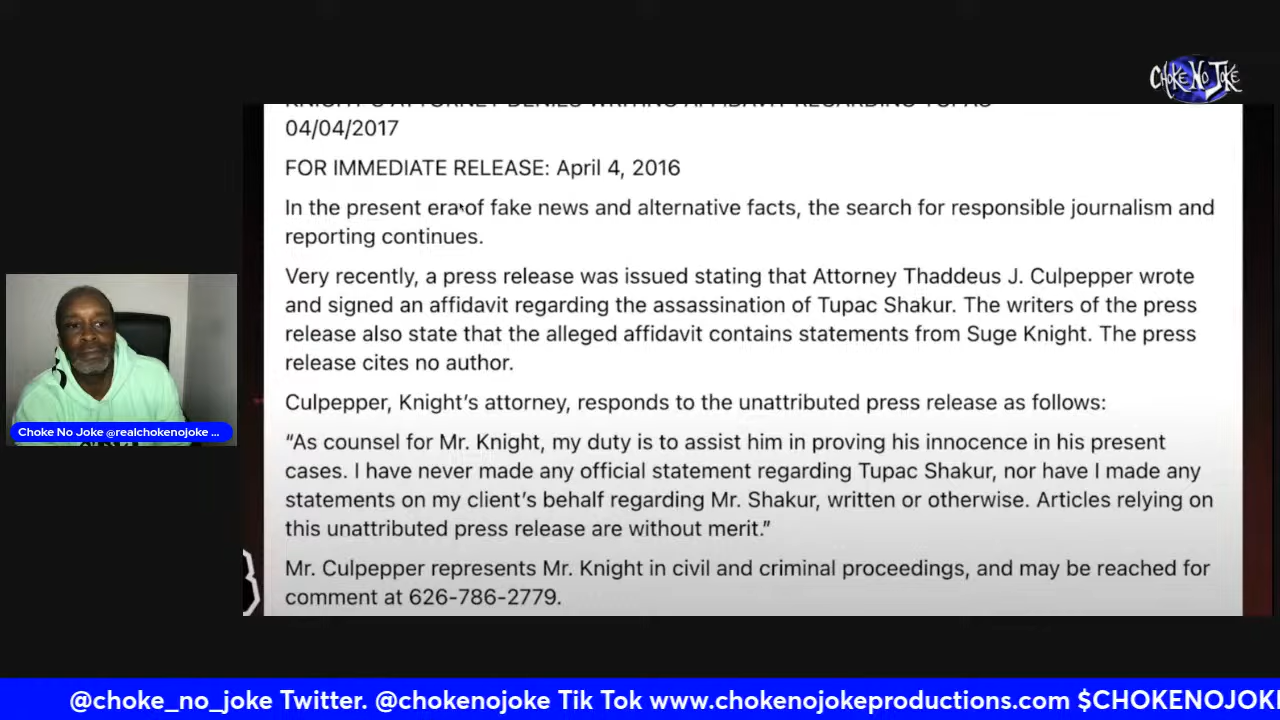 CHOKE NO JOKE
KNIGHT'S ATTORNEY DENIES WRITING AFFIDAVIT REGARDING TUPAC
04/04/2017
FOR IMMEDIATE RELEASE: April 4, 2016
In the present era of fake news and alternative facts, the search for responsible journalism and
reporting continues.
Very recently, a press release was issued stating that Attorney Thaddeus J. Culpepper wrote
and signed an affidavit regarding the assassination of Tupac Shakur. The writers of the press
release also state that the alleged affidavit contains statements from Suge Knight. The press
release cites no author.
Culpepper, Knight's attorney, responds to the unattributed press release as follows:
“As counsel for Mr. Knight, my duty is to assist him in proving his innocence in his present
cases. I have never made any official statement regarding Tupac Shakur, nor have I made any
statements on my client's behalf regarding Mr. Shakur, written or otherwise. Articles relying on
this unattributed press release are without merit.”
Mr. Culpepper represents Mr. Knight in civil and criminal proceedings, and may be reached for
comment at 626-786-2779.
Choke No Joke @realchokenojoke ...
@choke_no_joke Twitter. @chokenojoke Tik Tok www.chokenojokeproductions.com $CHOKENOJOKE